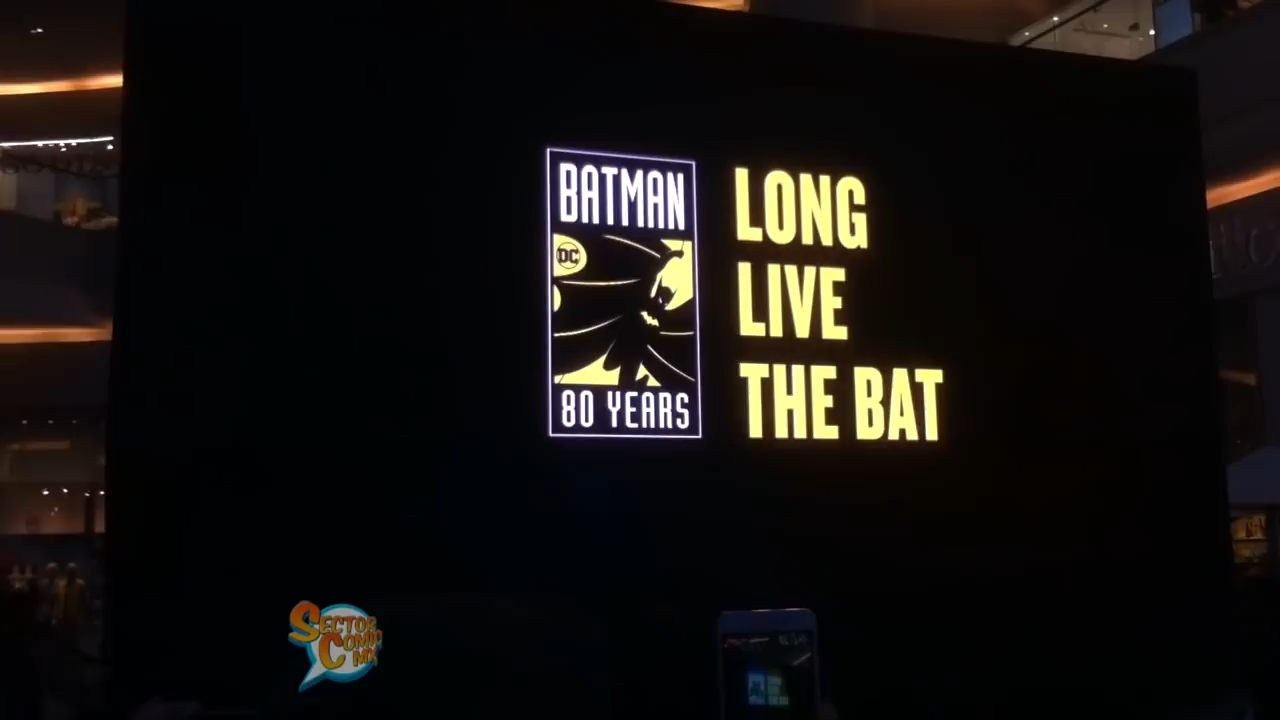 BATMAN
DC
80 YEARS
LONG
LIVE
THE BAT
SECTOR
COMIC
MX